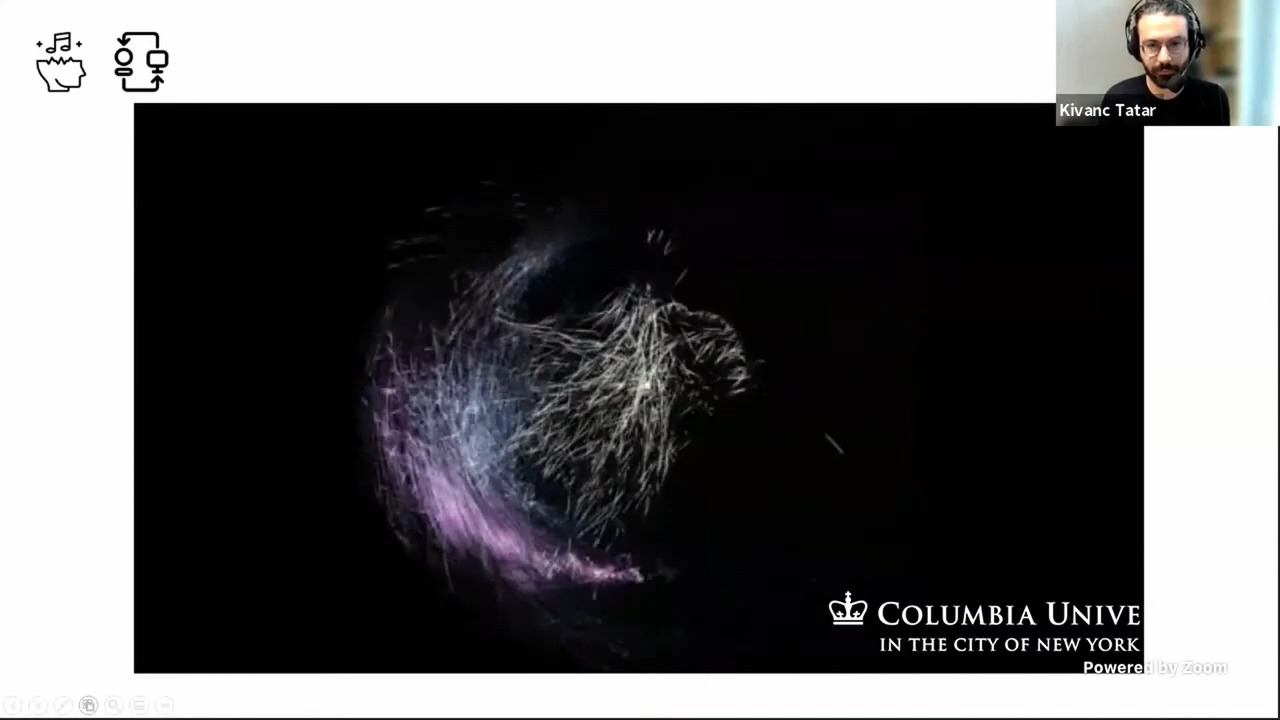 Kivanc Tatar
COLUMBIA UNIVE
IN THE CITY OF NEW YORK
Powered by Zoom